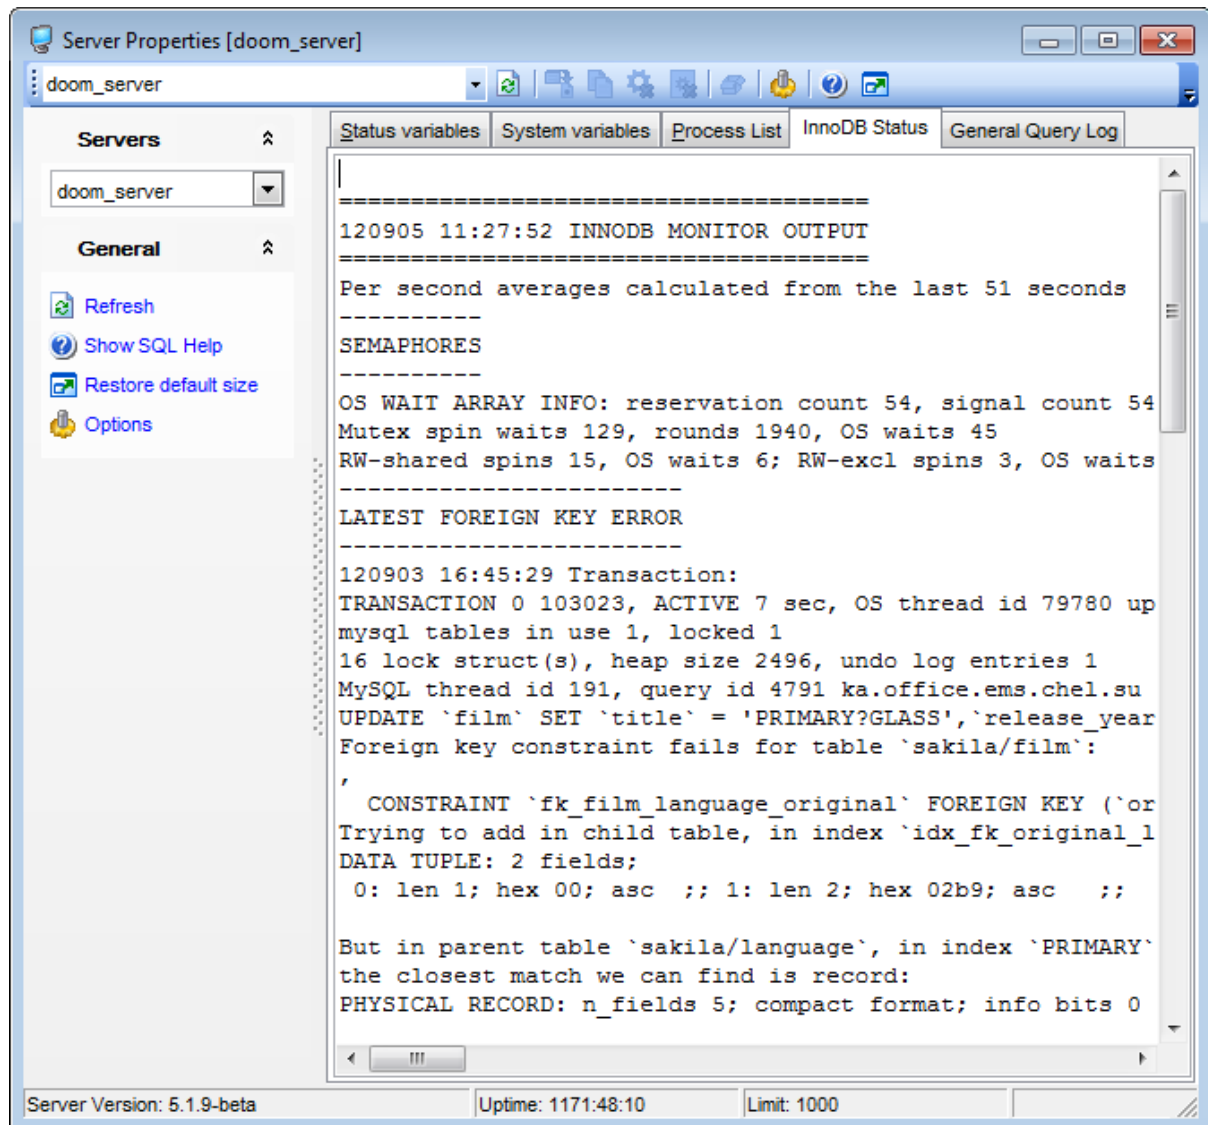 Server Properties [doom_server]
doom_server
Servers
doom_server
General
Refresh
Show SQL Help
Restore default size
Options
Status variables
System variables
Process List
InnoDB Status
General Query Log
=====================================
120905 11:27:52 INNODB MONITOR OUTPUT
=====================================
Per second averages calculated from the last 51 seconds
----------
SEMAPHORES
----------
OS WAIT ARRAY INFO: reservation count 54, signal count 54
Mutex spin waits 129, rounds 1940, OS waits 45
RW-shared spins 15, OS waits 6; RW-excl spins 3, OS waits
------------------------
LATEST FOREIGN KEY ERROR
------------------------
120903 16:45:29 Transaction:
TRANSACTION 0 103023, ACTIVE 7 sec, OS thread id 79780 up
mysql tables in use 1, locked 1
16 lock struct(s), heap size 2496, undo log entries 1
MySQL thread id 191, query id 4791 ka.office.ems.chel.su
UPDATE `film` SET `title` = 'PRIMARY?GLASS',`release_year
Foreign key constraint fails for table `sakila/film`:
,
  CONSTRAINT `fk_film_language_original` FOREIGN KEY (`or
Trying to add in child table, in index `idx_fk_original_l
DATA TUPLE: 2 fields;
 0: len 1; hex 00; asc  ;; 1: len 2; hex 02b9; asc   ;;
But in parent table `sakila/language`, in index `PRIMARY`
the closest match we can find is record:
PHYSICAL RECORD: n_fields 5; compact format; info bits 0
Server Version: 5.1.9-beta
Uptime: 1171:48:10
Limit: 1000